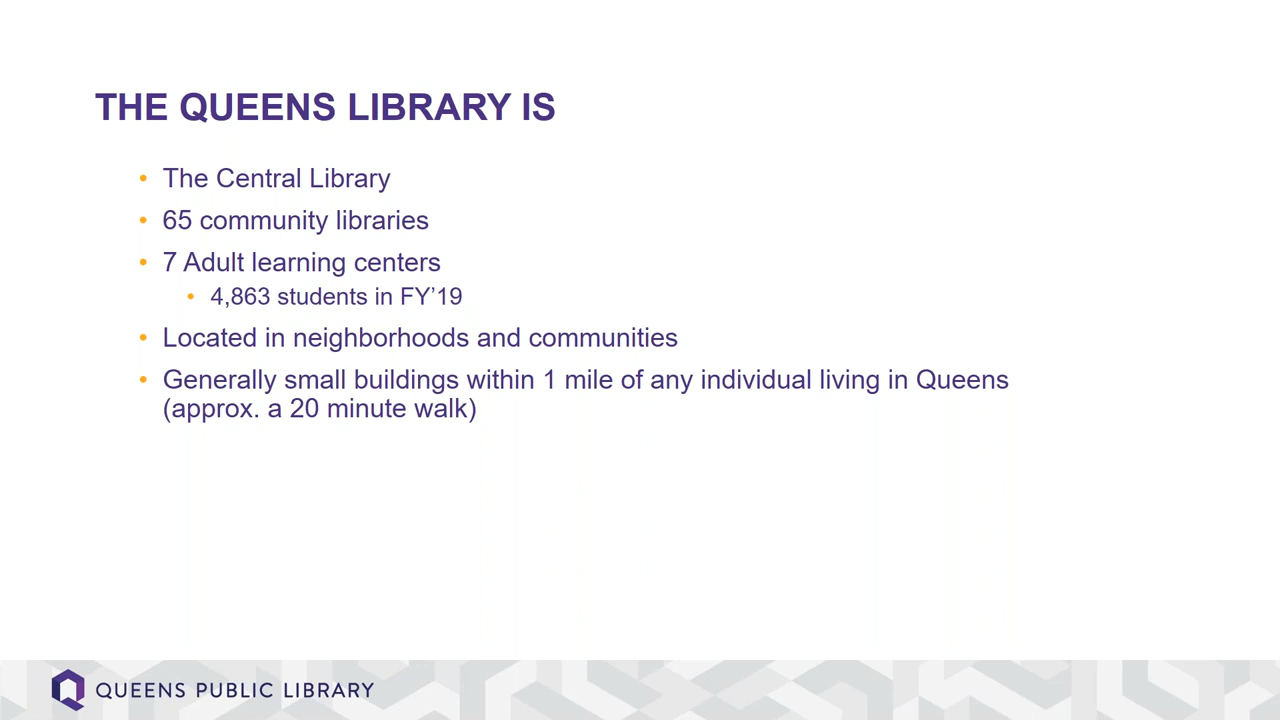 THE QUEENS LIBRARY IS
• The Central Library
• 65 community libraries
• 7 Adult learning centers
• 4,863 students in FY’19
• Located in neighborhoods and communities
• Generally small buildings within 1 mile of any individual living in Queens
(approx. a 20 minute walk)
QUEENS PUBLIC LIBRARY